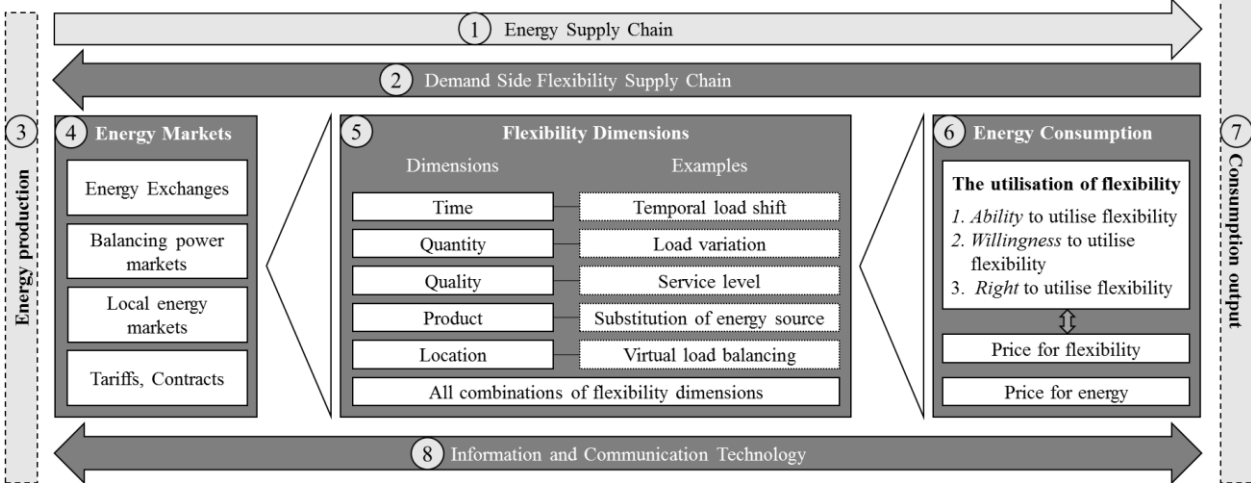 1 Energy Supply Chain
2 Demand Side Flexibility Supply Chain
3 Energy production
4 Energy Markets
Energy Exchanges
Balancing power
markets
Local energy
markets
Tariffs, Contracts
5 Flexibility Dimensions
Dimensions Examples
Time Temporal load shift
Quantity Load variation
Quality Service level
Product Substitution of energy source
Location Virtual load balancing
All combinations of flexibility dimensions
6 Energy Consumption
The utilisation of flexibility
1. Ability to utilise flexibility
2. Willingness to utilise
flexibility
3. Right to utilise flexibility
Price for flexibility
Price for energy
7 Consumption output
8 Information and Communication Technology